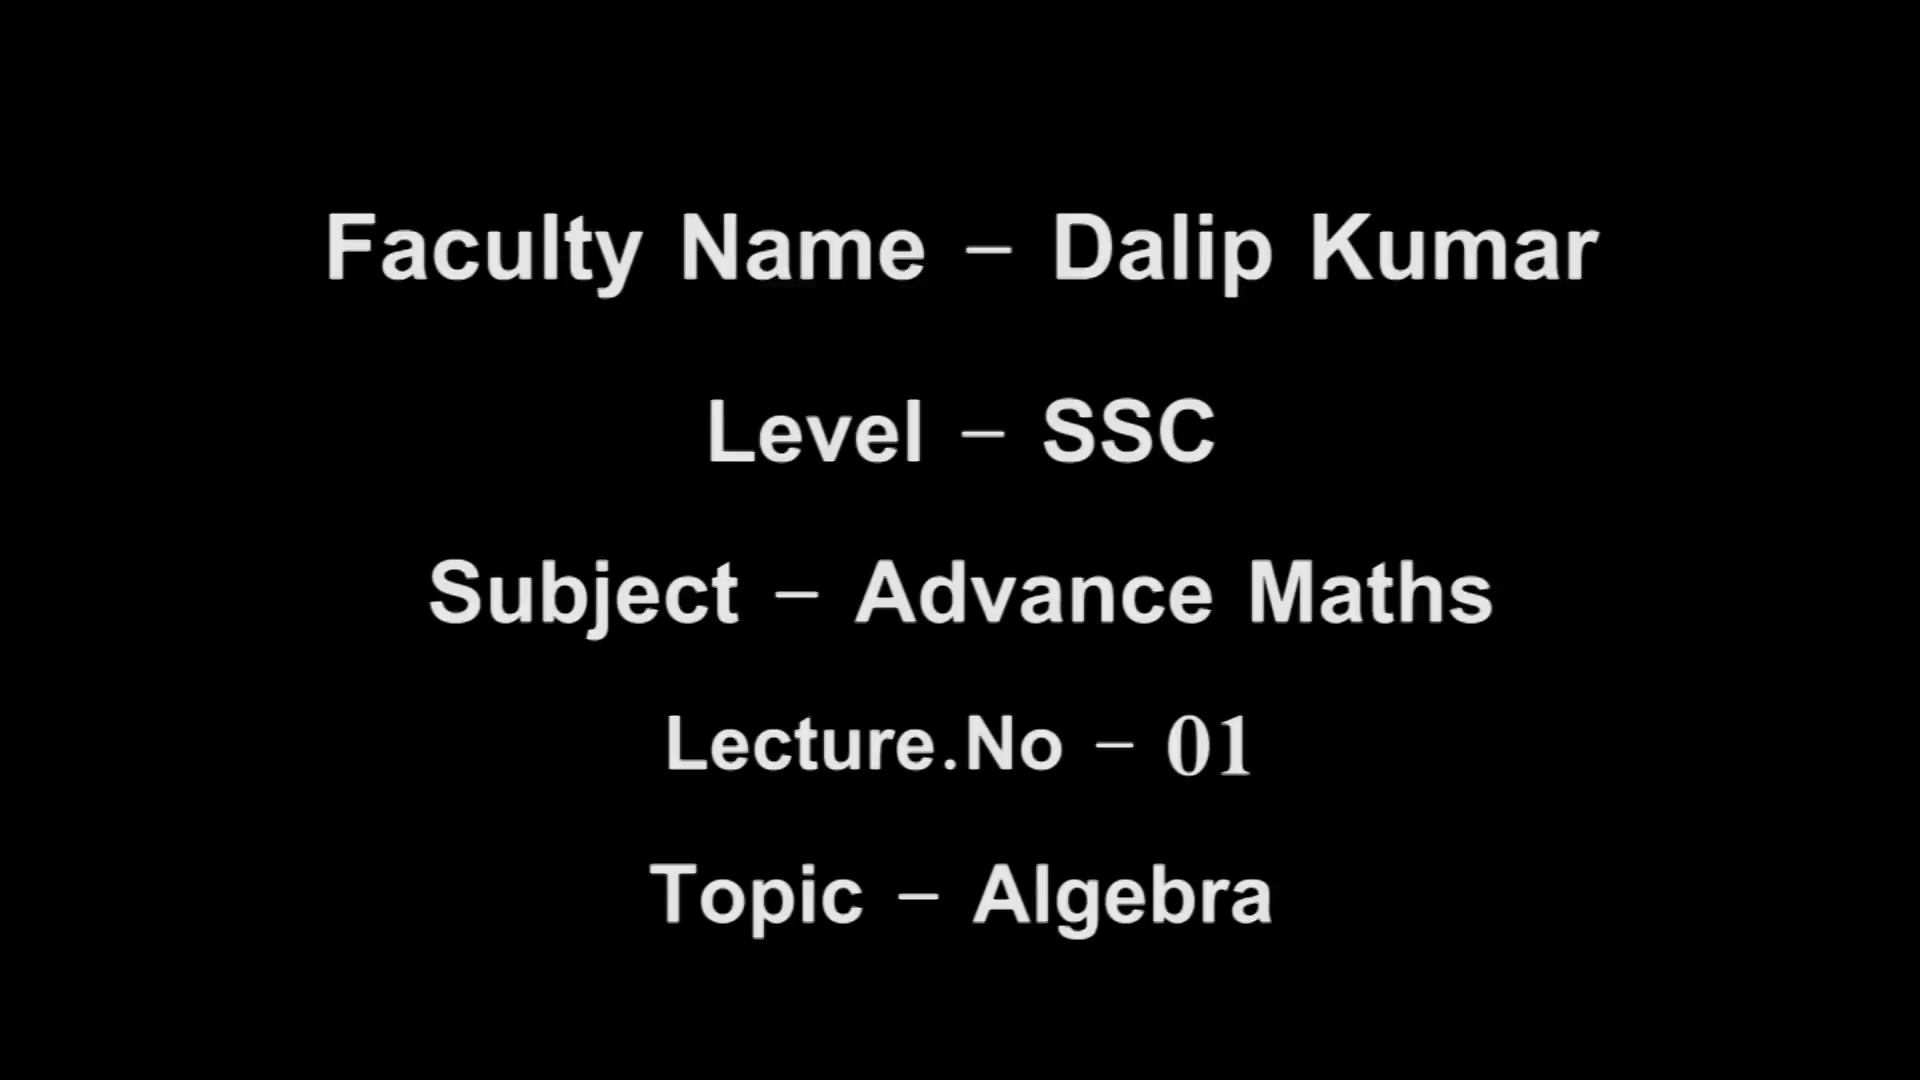 Faculty Name - Dalip Kumar
Level - SSC
Subject - Advance Maths
Lecture.No - 01
Topic - Algebra